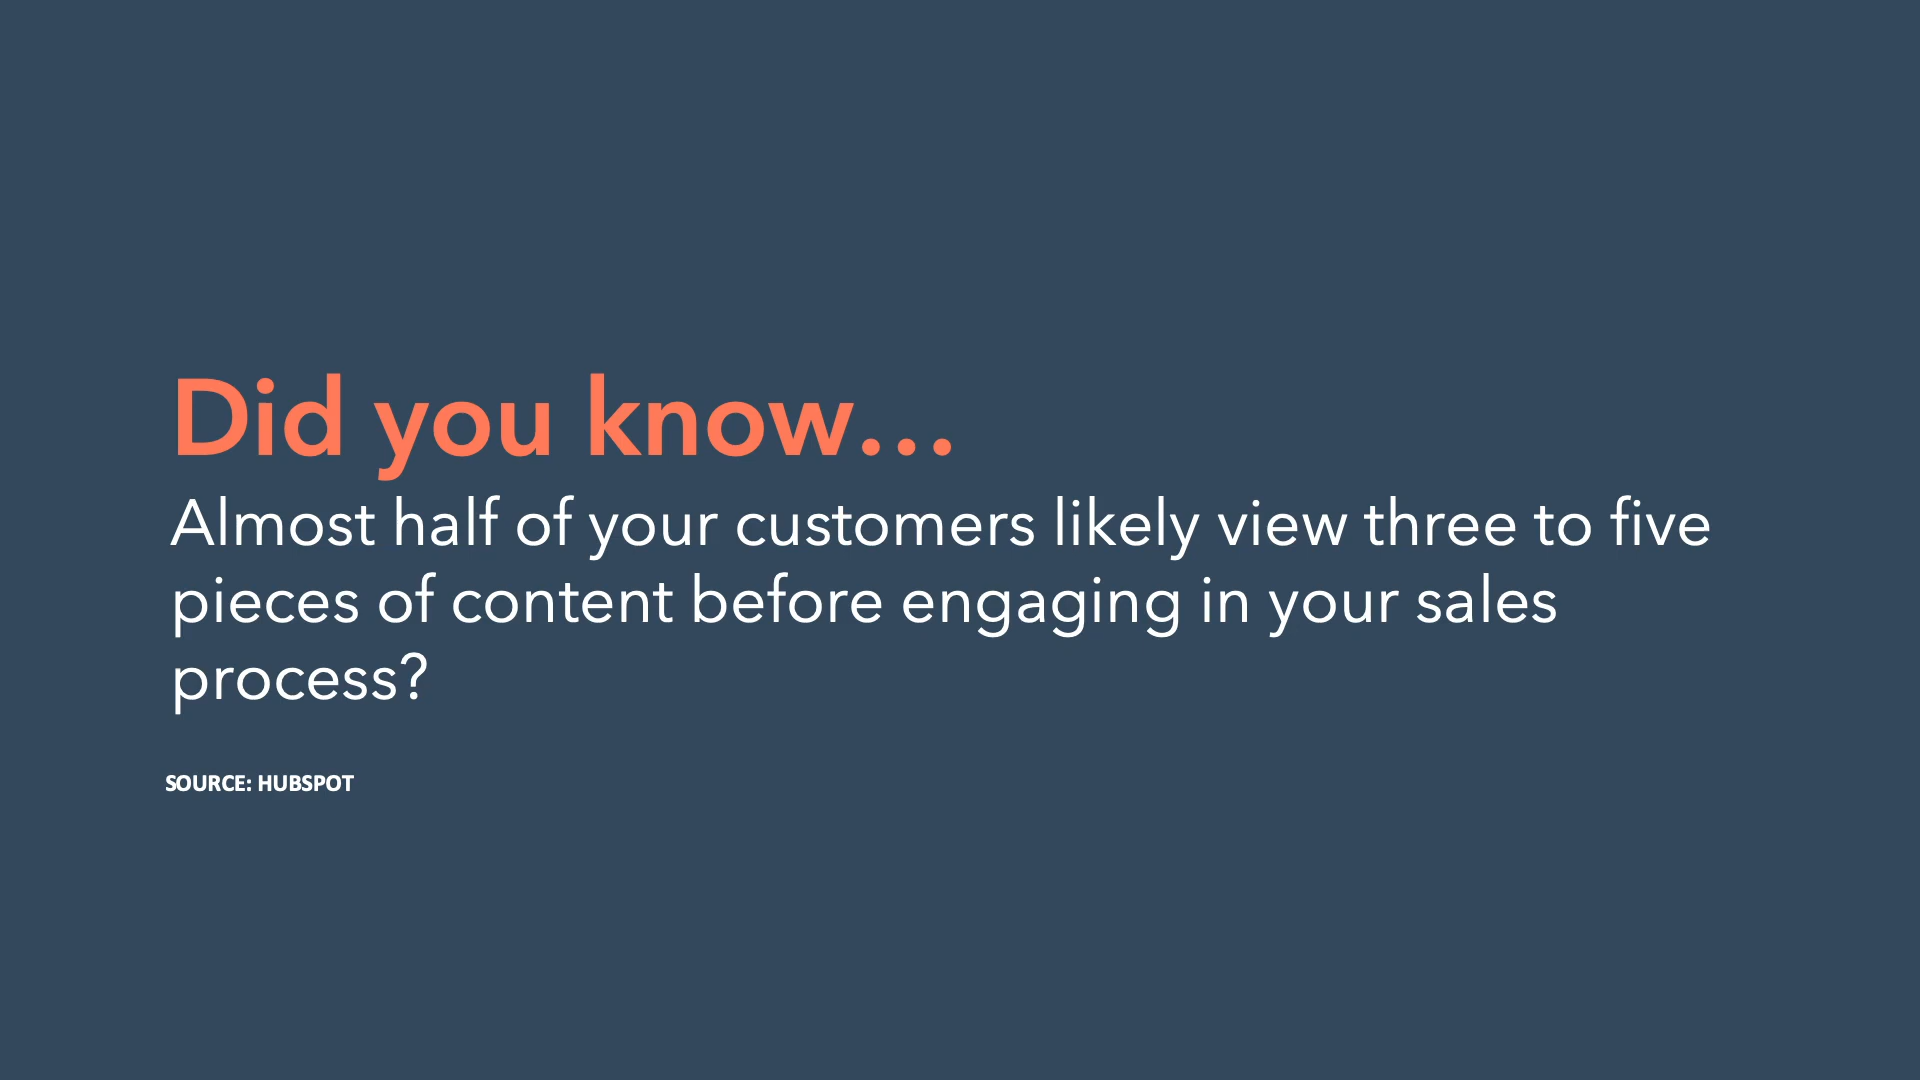 Did you know…
Almost half of your customers likely view three to five
pieces of content before engaging in your sales
process?
SOURCE: HUBSPOT